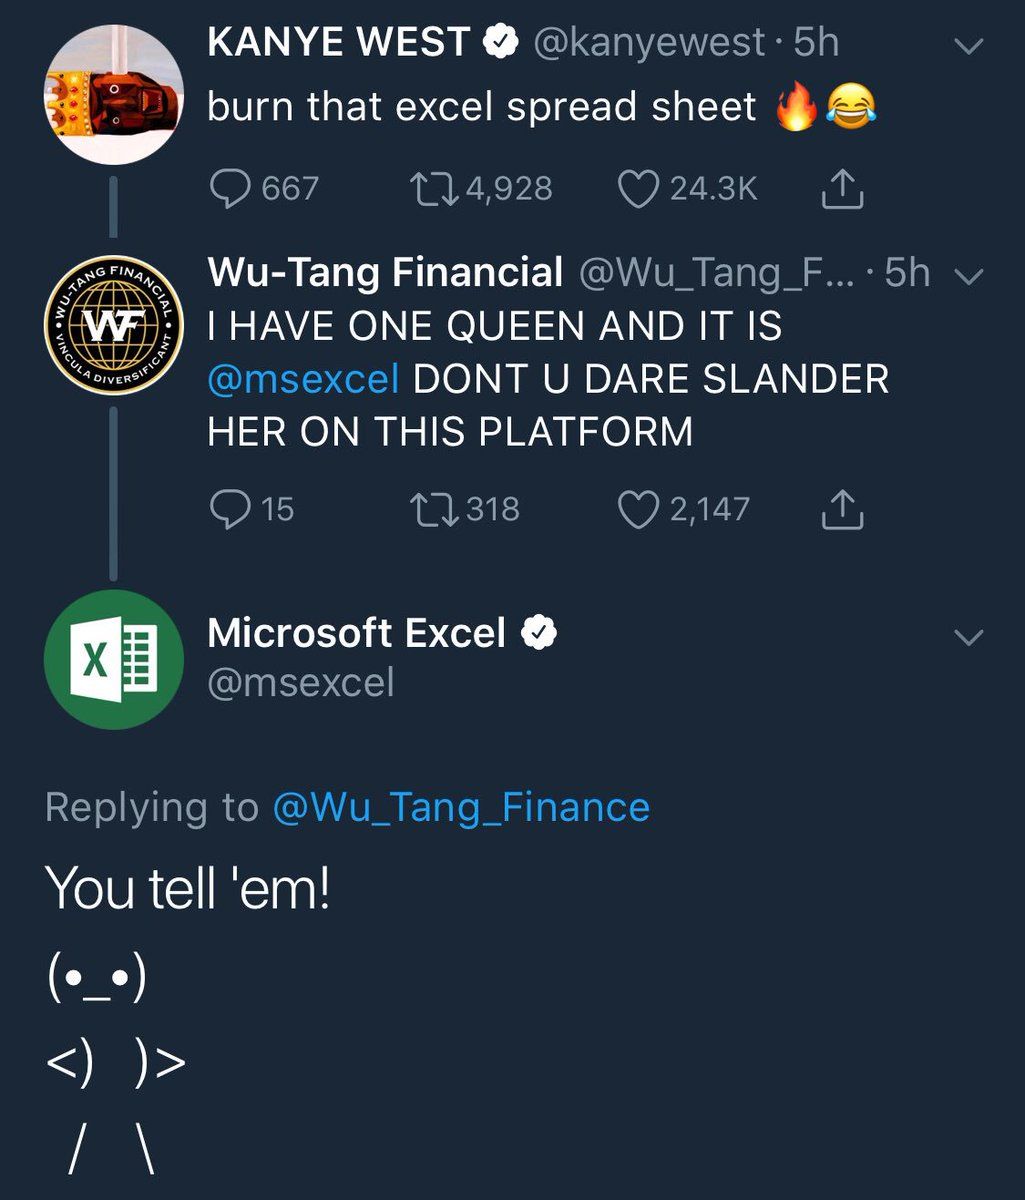 KANYE WEST @kanyewest · 5h
burn that excel spread sheet 🔥😂
667 4,928 24.3K
WU-TANG FINANCIAL
WF
VINCULA DIVERSIFICANT
Wu-Tang Financial @Wu_Tang_F... · 5h
I HAVE ONE QUEEN AND IT IS
@msexcel DONT U DARE SLANDER
HER ON THIS PLATFORM
15 318 2,147
X
Microsoft Excel
@msexcel
Replying to @Wu_Tang_Finance
You tell 'em!
(•_•)
<) )>
/ \